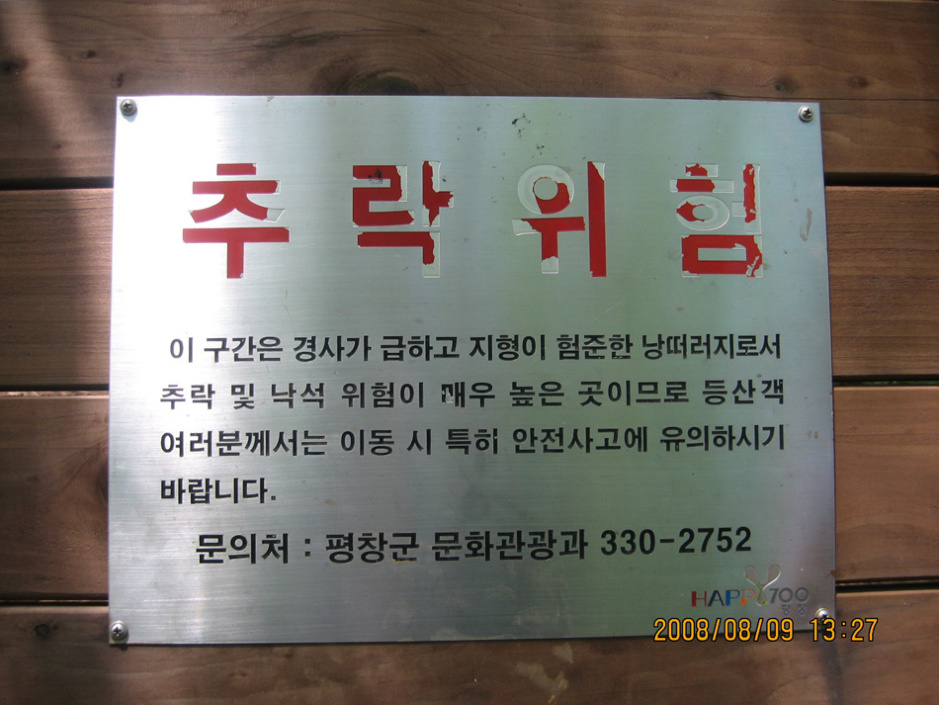 추락위험
이 구간은 경사가 급하고 지형이 험준한 낭떠러지로서
추락 및 낙석 위험이 매우 높은 곳이므로 등산객
여러분께서는 이동 시 특히 안전사고에 유의하시기
바랍니다.
문의처 : 평창군 문화관광과 330-2752
HAPPY700
평창
2008/08/09 13:27